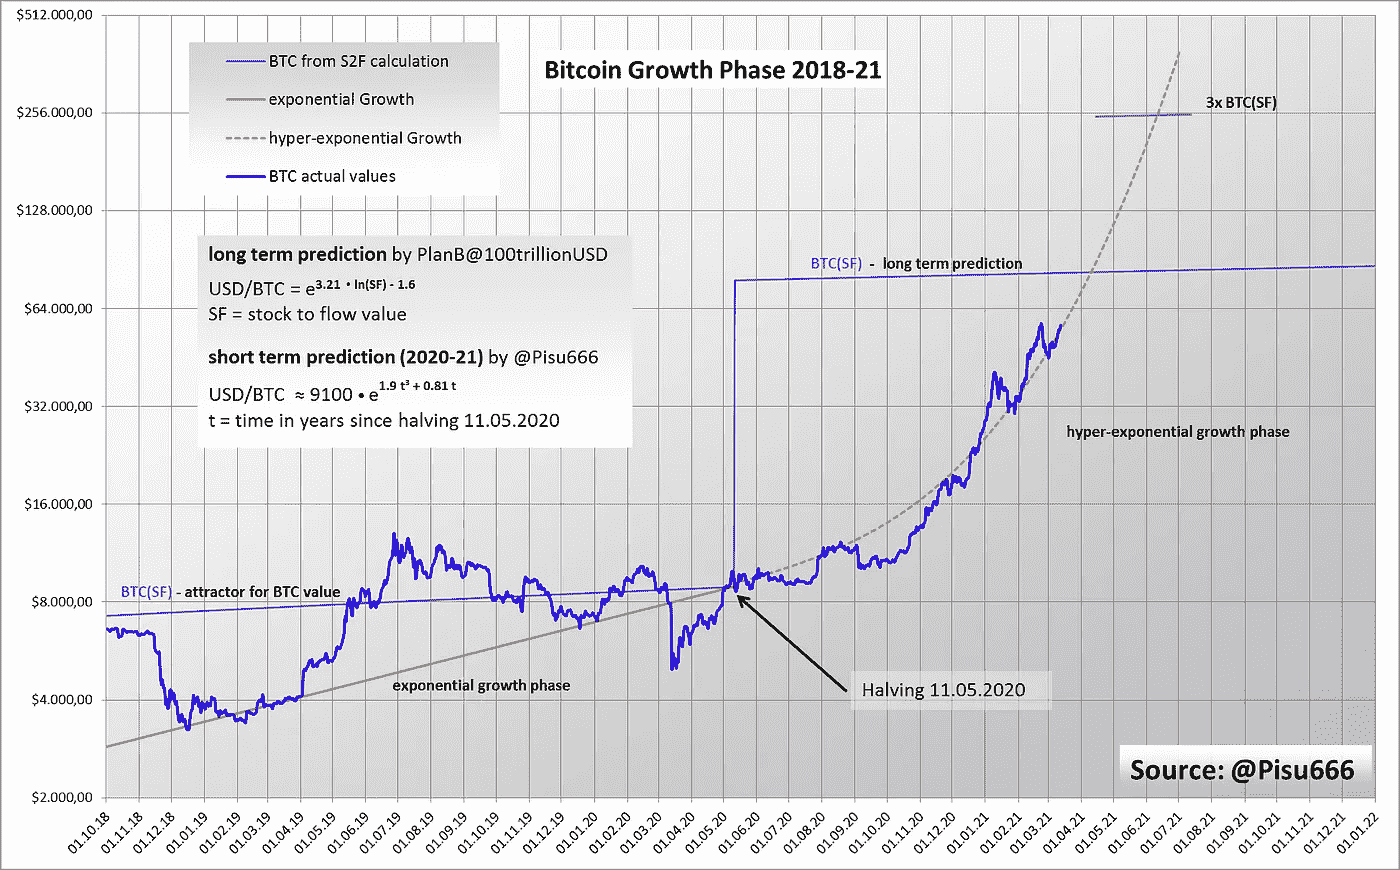 Bitcoin Growth Phase 2018-21
BTC from S2F calculation
exponential Growth
hyper-exponential Growth
BTC actual values
long term prediction by PlanB@100trillionUSD
USD/BTC = e^3.21 • ln(SF) - 1.6
SF = stock to flow value
short term prediction (2020-21) by @Pisu666
USD/BTC ≈ 9100 • e^1.9 t³ + 0.81 t
t = time in years since halving 11.05.2020
3x BTC(SF)
BTC(SF) - long term prediction
hyper-exponential growth phase
BTC(SF) - attractor for BTC value
exponential growth phase
Halving 11.05.2020
Source: @Pisu666
$512.000,00
$256.000,00
$128.000,00
$64.000,00
$32.000,00
$16.000,00
$8.000,00
$4.000,00
$2.000,00
01.10.18
01.11.18
01.12.18
01.01.19
01.02.19
01.03.19
01.04.19
01.05.19
01.06.19
01.07.19
01.08.19
01.09.19
01.10.19
01.11.19
01.12.19
01.01.20
01.02.20
01.03.20
01.04.20
01.05.20
01.06.20
01.07.20
01.08.20
01.09.20
01.10.20
01.11.20
01.12.20
01.01.21
01.02.21
01.03.21
01.04.21
01.05.21
01.06.21
01.07.21
01.08.21
01.09.21
01.10.21
01.11.21
01.12.21
01.01.22